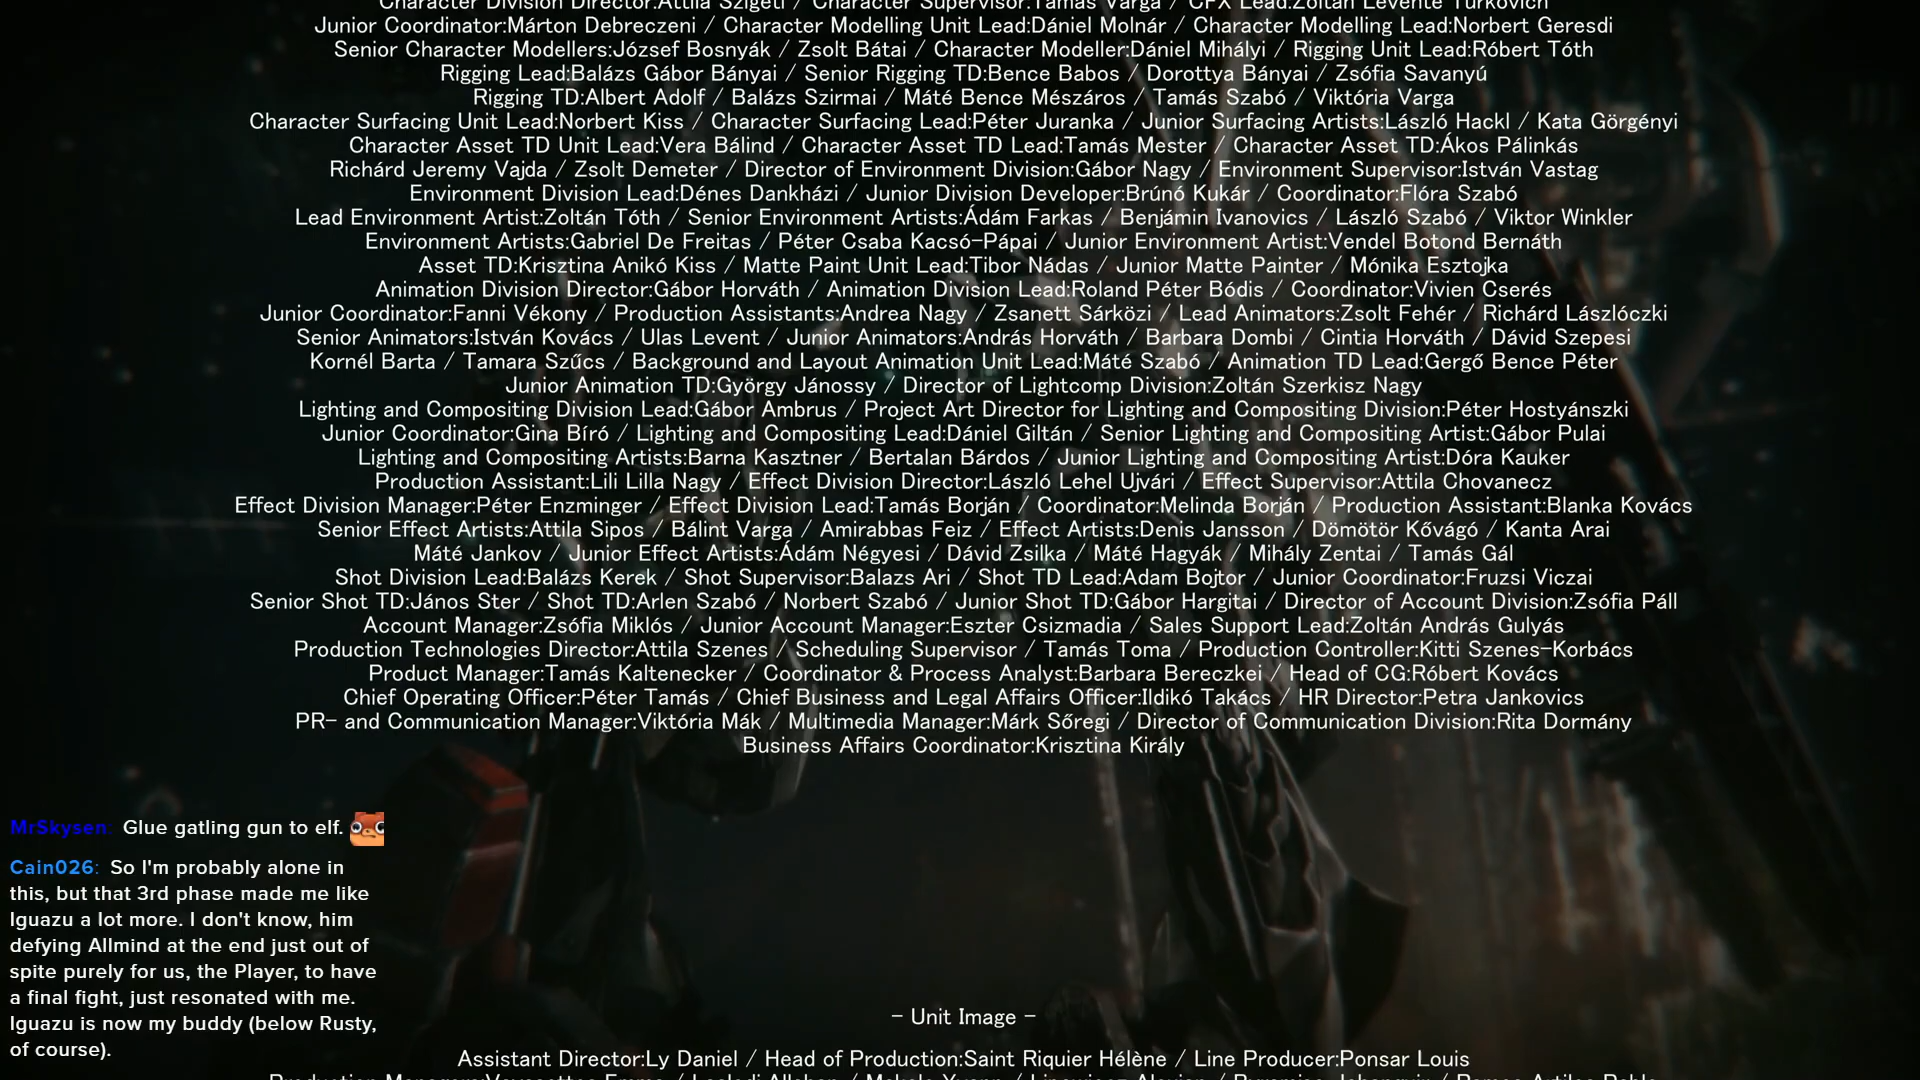 Character Division Director:Attila Szigeti / Character Supervisor:Tamás Varga / CFX Lead:Zoltán Levente Turkovich
Junior Coordinator:Márton Debreczeni / Character Modelling Unit Lead:Dániel Molnár / Character Modelling Lead:Norbert Geresdi
Senior Character Modellers:József Bosnyák / Zsolt Bátai / Character Modeller:Dániel Mihályi / Rigging Unit Lead:Róbert Tóth
Rigging Lead:Balázs Gábor Bányai / Senior Rigging TD:Bence Babos / Dorottya Bányai / Zsófia Savanyú
Rigging TD:Albert Adolf / Balázs Szirmai / Máté Bence Mészáros / Tamás Szabó / Viktória Varga
Character Surfacing Unit Lead:Norbert Kiss / Character Surfacing Lead:Péter Juranka / Junior Surfacing Artists:László Hackl / Kata Görgényi
Character Asset TD Unit Lead:Vera Bálind / Character Asset TD Lead:Tamás Mester / Character Asset TD:Ákos Pálinkás
Richárd Jeremy Vajda / Zsolt Demeter / Director of Environment Division:Gábor Nagy / Environment Supervisor:István Vastag
Environment Division Lead:Dénes Dankházi / Junior Division Developer:Brúnó Kukár / Coordinator:Flóra Szabó
Lead Environment Artist:Zoltán Tóth / Senior Environment Artists:Ádám Farkas / Benjámin Ivanovics / László Szabó / Viktor Winkler
Environment Artists:Gabriel De Freitas / Péter Csaba Kacsó-Pápai / Junior Environment Artist:Vendel Botond Bernáth
Asset TD:Krisztina Anikó Kiss / Matte Paint Unit Lead:Tibor Nádas / Junior Matte Painter / Mónika Esztojka
Animation Division Director:Gábor Horváth / Animation Division Lead:Roland Péter Bódis / Coordinator:Vivien Cserés
Junior Coordinator:Fanni Vékony / Production Assistants:Andrea Nagy / Zsanett Sárközi / Lead Animators:Zsolt Fehér / Richárd Lászlóczki
Senior Animators:István Kovács / Ulas Levent / Junior Animators:András Horváth / Barbara Dombi / Cintia Horváth / Dávid Szepesi
Kornél Barta / Tamara Szűcs / Background and Layout Animation Unit Lead:Máté Szabó / Animation TD Lead:Gergő Bence Péter
Junior Animation TD:György Jánossy / Director of Lightcomp Division:Zoltán Szerkisz Nagy
Lighting and Compositing Division Lead:Gábor Ambrus / Project Art Director for Lighting and Compositing Division:Péter Hostyánszki
Junior Coordinator:Gina Bíró / Lighting and Compositing Lead:Dániel Giltán / Senior Lighting and Compositing Artist:Gábor Pulai
Lighting and Compositing Artists:Barna Kasztner / Bertalan Bárdos / Junior Lighting and Compositing Artist:Dóra Kauker
Production Assistant:Lili Lilla Nagy / Effect Division Director:László Lehel Ujvári / Effect Supervisor:Attila Chovanecz
Effect Division Manager:Péter Enzminger / Effect Division Lead:Tamás Borján / Coordinator:Melinda Borján / Production Assistant:Blanka Kovács
Senior Effect Artists:Attila Sipos / Bálint Varga / Amirabbas Feiz / Effect Artists:Denis Jansson / Dömötör Kővágó / Kanta Arai
Máté Jankov / Junior Effect Artists:Ádám Négyesi / Dávid Zsilka / Máté Hagyák / Mihály Zentai / Tamás Gál
Shot Division Lead:Balázs Kerek / Shot Supervisor:Balazs Ari / Shot TD Lead:Adam Bojtor / Junior Coordinator:Fruzsi Viczai
Senior Shot TD:János Ster / Shot TD:Arlen Szabó / Norbert Szabó / Junior Shot TD:Gábor Hargitai / Director of Account Division:Zsófia Páll
Account Manager:Zsófia Miklós / Junior Account Manager:Eszter Csizmadia / Sales Support Lead:Zoltán András Gulyás
Production Technologies Director:Attila Szenes / Scheduling Supervisor / Tamás Toma / Production Controller:Kitti Szenes-Korbács
Product Manager:Tamás Kaltenecker / Coordinator & Process Analyst:Barbara Bereczkei / Head of CG:Róbert Kovács
Chief Operating Officer:Péter Tamás / Chief Business and Legal Affairs Officer:Ildikó Takács / HR Director:Petra Jankovics
PR- and Communication Manager:Viktória Mák / Multimedia Manager:Márk Sőregi / Director of Communication Division:Rita Dormány
Business Affairs Coordinator:Krisztina Király
MrSkysen: Glue gatling gun to elf.
Cain026: So I'm probably alone in
this, but that 3rd phase made me like
Iguazu a lot more. I don't know, him
defying Allmind at the end just out of
spite purely for us, the Player, to have
a final fight, just resonated with me.
Iguazu is now my buddy (below Rusty,
of course).
- Unit Image -
Assistant Director:Ly Daniel / Head of Production:Saint Riquier Hélène / Line Producer:Ponsar Louis